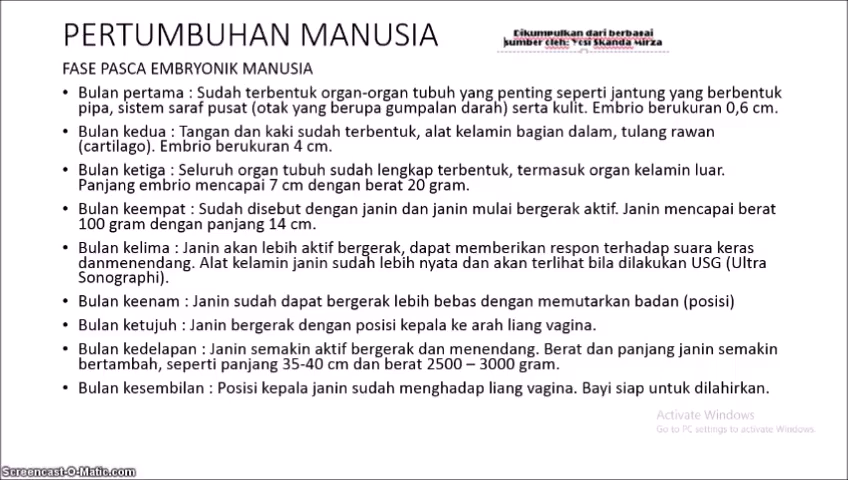 PERTUMBUHAN MANUSIA
Dikumpulkan dari berbagai
sumber oleh: Yosi Skanda Mirza
FASE PASCA EMBRYONIK MANUSIA
• Bulan pertama : Sudah terbentuk organ-organ tubuh yang penting seperti jantung yang berbentuk
pipa, sistem saraf pusat (otak yang berupa gumpalan darah) serta kulit. Embrio berukuran 0,6 cm.
• Bulan kedua : Tangan dan kaki sudah terbentuk, alat kelamin bagian dalam, tulang rawan
(cartilago). Embrio berukuran 4 cm.
• Bulan ketiga : Seluruh organ tubuh sudah lengkap terbentuk, termasuk organ kelamin luar.
Panjang embrio mencapai 7 cm dengan berat 20 gram.
• Bulan keempat : Sudah disebut dengan janin dan janin mulai bergerak aktif. Janin mencapai berat
100 gram dengan panjang 14 cm.
• Bulan kelima : Janin akan lebih aktif bergerak, dapat memberikan respon terhadap suara keras
danmenendang. Alat kelamin janin sudah lebih nyata dan akan terlihat bila dilakukan USG (Ultra
Sonographi).
• Bulan keenam : Janin sudah dapat bergerak lebih bebas dengan memutarkan badan (posisi)
• Bulan ketujuh : Janin bergerak dengan posisi kepala ke arah liang vagina.
• Bulan kedelapan : Janin semakin aktif bergerak dan menendang. Berat dan panjang janin semakin
bertambah, seperti panjang 35-40 cm dan berat 2500 – 3000 gram.
• Bulan kesembilan : Posisi kepala janin sudah menghadap liang vagina. Bayi siap untuk dilahirkan.
Activate Windows
Go to PC settings to activate Windows.
Screencast-O-Matic.com